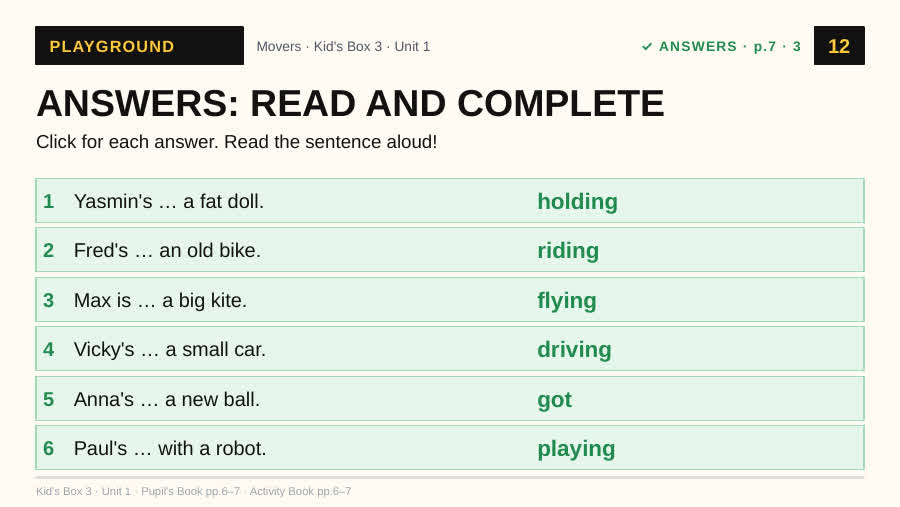 PLAYGROUND
Movers · Kid's Box 3 · Unit 1
✓ ANSWERS · p.7 · 3
12
ANSWERS: READ AND COMPLETE
Click for each answer. Read the sentence aloud!
1 Yasmin's … a fat doll. holding
2 Fred's … an old bike. riding
3 Max is … a big kite. flying
4 Vicky's … a small car. driving
5 Anna's … a new ball. got
6 Paul's … with a robot. playing
Kid's Box 3 · Unit 1 · Pupil's Book pp.6–7 · Activity Book pp.6–7